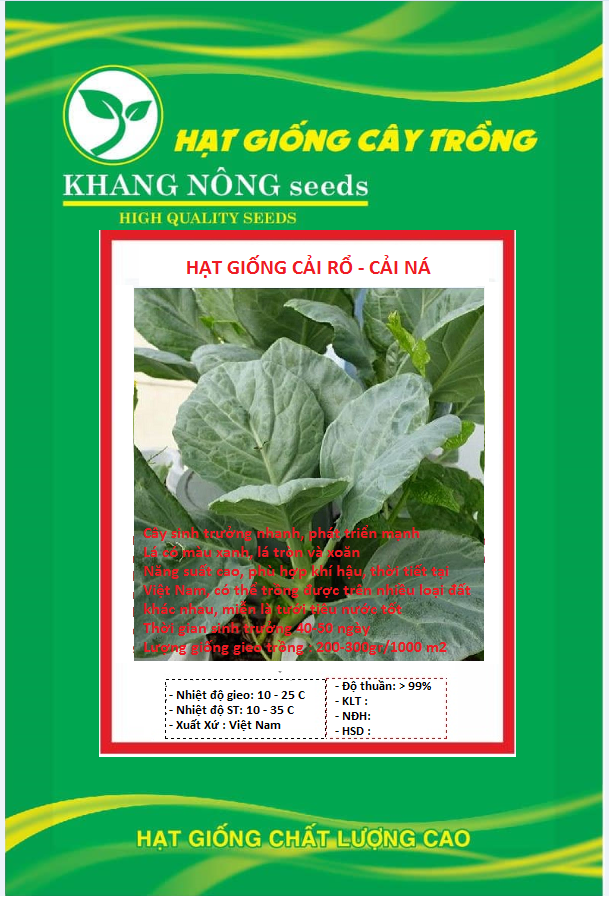 HẠT GIỐNG CÂY TRỒNG
KHANG NÔNG seeds
HIGH QUALITY SEEDS
HẠT GIỐNG CẢI RỔ - CẢI NÁ
Cây sinh trưởng nhanh, phát triển mạnh
Lá có màu xanh, lá tròn và xoăn
Năng suất cao, phù hợp khí hậu, thời tiết tại
Việt Nam, có thể trồng được trên nhiều loại đất
khác nhau, miễn là tưới tiêu nước tốt
Thời gian sinh trưởng 40-50 ngày
Lượng giống gieo trồng : 200-300gr/1000 m2
- Nhiệt độ gieo: 10 - 25 C
- Nhiệt độ ST: 10 - 35 C
- Xuất Xứ : Việt Nam
- Độ thuần: > 99%
- KLT :
- NĐH:
- HSD :
HẠT GIỐNG CHẤT LƯỢNG CAO